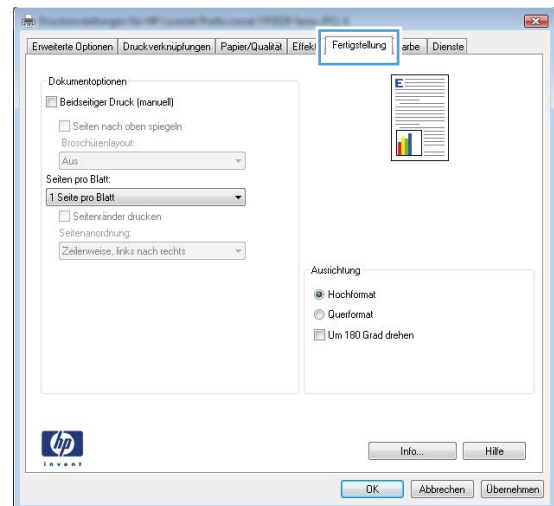 Erweiterte Optionen Druckverknüpfungen Papier/Qualität Effekt Fertigstellung arbe Dienste
Dokumentoptionen
Beidseitiger Druck (manuell)
Seiten nach oben spiegeln
Broschürenlayout:
Aus
Seiten pro Blatt:
1 Seite pro Blatt
Seitenränder drucken
Seitenanordnung:
Zeilenweise, links nach rechts
E
Ausrichtung
Hochformat
Querformat
Um 180 Grad drehen
hp
invent
Info... Hilfe
OK Abbrechen Übernehmen